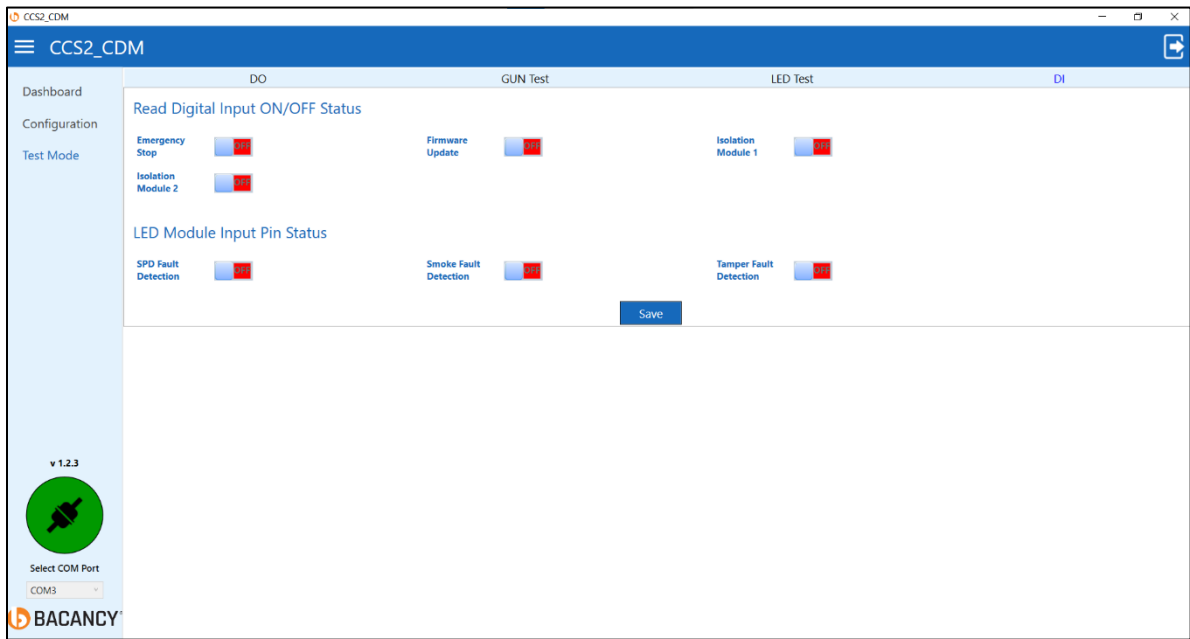 CCS2_CDM
CCS2_CDM
Dashboard
Configuration
Test Mode
DO GUN Test LED Test DI
Read Digital Input ON/OFF Status
Emergency
Stop
OFF
Firmware
Update
OFF
Isolation
Module 1
OFF
Isolation
Module 2
OFF
LED Module Input Pin Status
SPD Fault
Detection
OFF
Smoke Fault
Detection
OFF
Tamper Fault
Detection
OFF
Save
v 1.2.3
Select COM Port
COM3
BACANCY